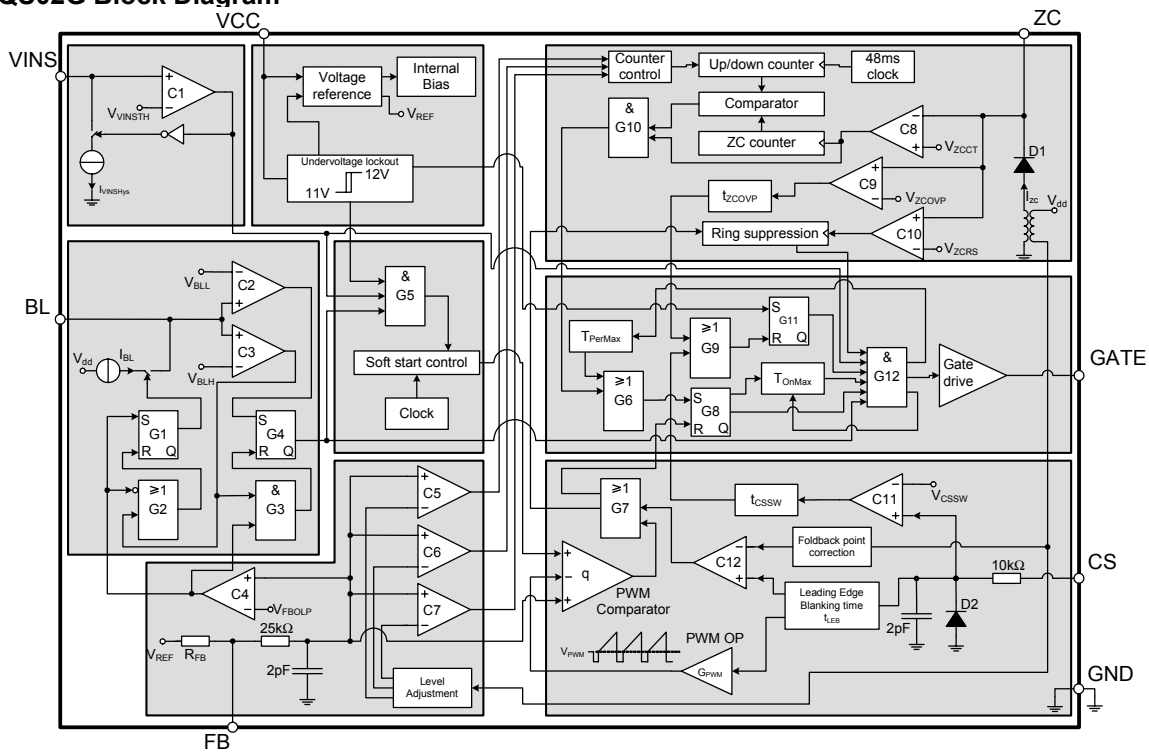 VCC
ZC
VINS
C1
VVINSTH
IVINSHys
Voltage
reference
Internal
Bias
VREF
Undervoltage lockout
12V
11V
Counter
control
Up/down counter
48ms
clock
&
G10
Comparator
ZC counter
C8
VZCCT
D1
tZCOVP
C9
VZCOVP
Izc
Vdd
Ring suppression
C10
VZCRS
BL
VBLL
C2
C3
VBLH
Vdd
IBL
S
G1
R Q
S
G4
R Q
≥1
G2
&
G3
&
G5
Soft start control
Clock
TPerMax
≥1
G9
S
G11
R Q
≥1
G6
S
G8
R Q
TOnMax
&
G12
Gate
drive
GATE
C5
C6
C7
C4
VFBOLP
VREF
RFB
25kΩ
2pF
Level
Adjustment
FB
≥1
G7
tCSSW
C11
VCSSW
Foldback point
correction
C12
+
−
+
q
PWM
Comparator
Leading Edge
Blanking time
tLEB
10kΩ
CS
2pF
D2
VPWM
PWM OP
GPWM
GND